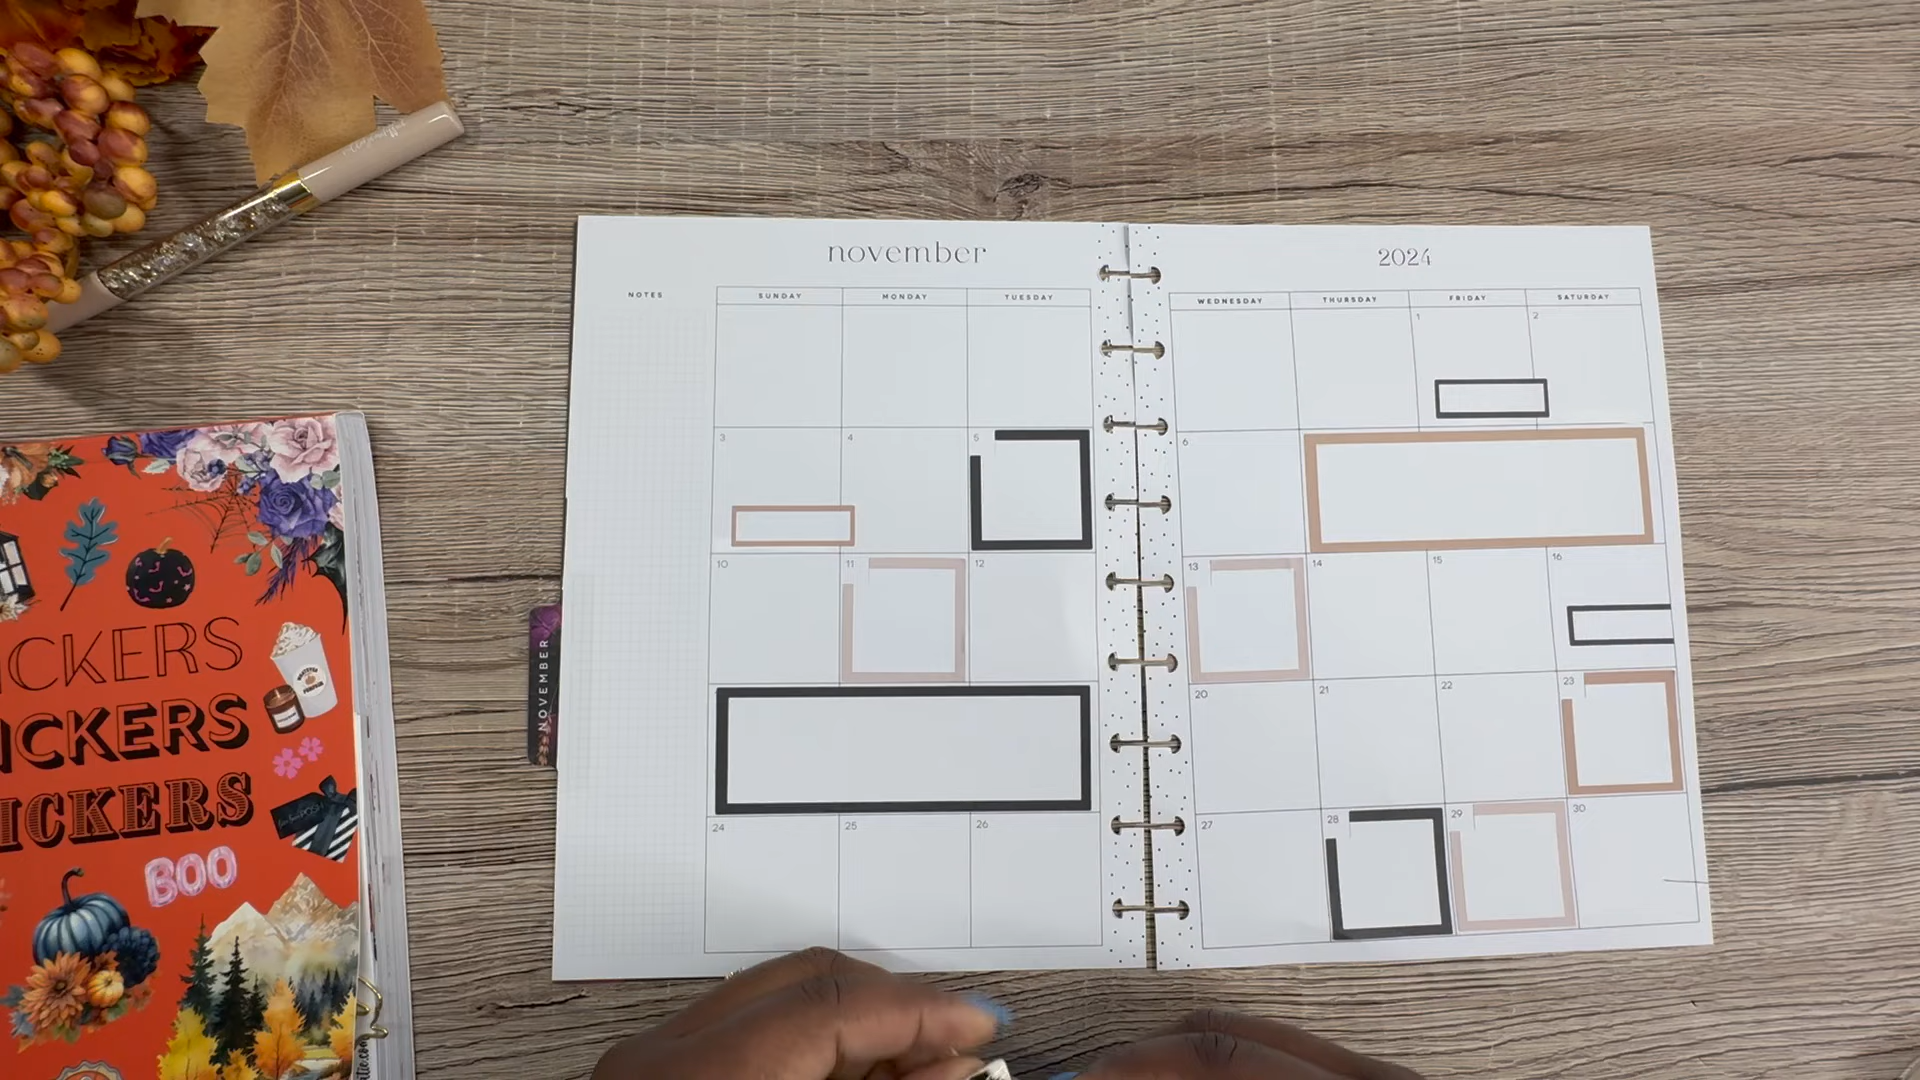 november
2024
NOTES
SUNDAY MONDAY TUESDAY
WEDNESDAY THURSDAY FRIDAY SATURDAY
1 2
3 4 5
6
10 11 12
13 14 15 16
20 21 22 23
24 25 26
27 28 29 30
NOVEMBER
ICKERS
ICKERS
ICKERS
BOO